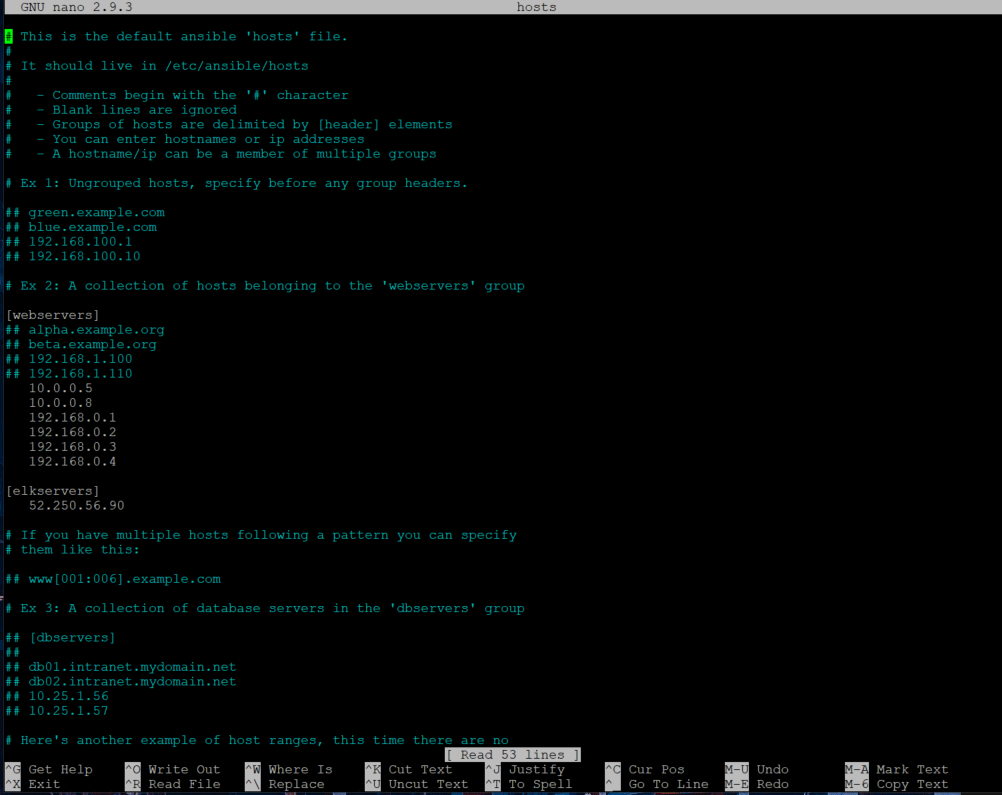 GNU nano 2.9.3 hosts
# This is the default ansible 'hosts' file.
#
# It should live in /etc/ansible/hosts
#
#   - Comments begin with the '#' character
#   - Blank lines are ignored
#   - Groups of hosts are delimited by [header] elements
#   - You can enter hostnames or ip addresses
#   - A hostname/ip can be a member of multiple groups
# Ex 1: Ungrouped hosts, specify before any group headers.
## green.example.com
## blue.example.com
## 192.168.100.1
## 192.168.100.10
# Ex 2: A collection of hosts belonging to the 'webservers' group
[webservers]
## alpha.example.org
## beta.example.org
## 192.168.1.100
## 192.168.1.110
   10.0.0.5
   10.0.0.8
   192.168.0.1
   192.168.0.2
   192.168.0.3
   192.168.0.4
[elkservers]
   52.250.56.90
# If you have multiple hosts following a pattern you can specify
# them like this:
## www[001:006].example.com
# Ex 3: A collection of database servers in the 'dbservers' group
## [dbservers]
##
## db01.intranet.mydomain.net
## db02.intranet.mydomain.net
## 10.25.1.56
## 10.25.1.57
# Here's another example of host ranges, this time there are no
[ Read 53 lines ]
^G Get Help ^O Write Out ^W Where Is ^K Cut Text ^J Justify ^C Cur Pos M-U Undo M-A Mark Text
^X Exit ^R Read File ^\ Replace ^U Uncut Text ^T To Spell ^_ Go To Line M-E Redo M-6 Copy Text